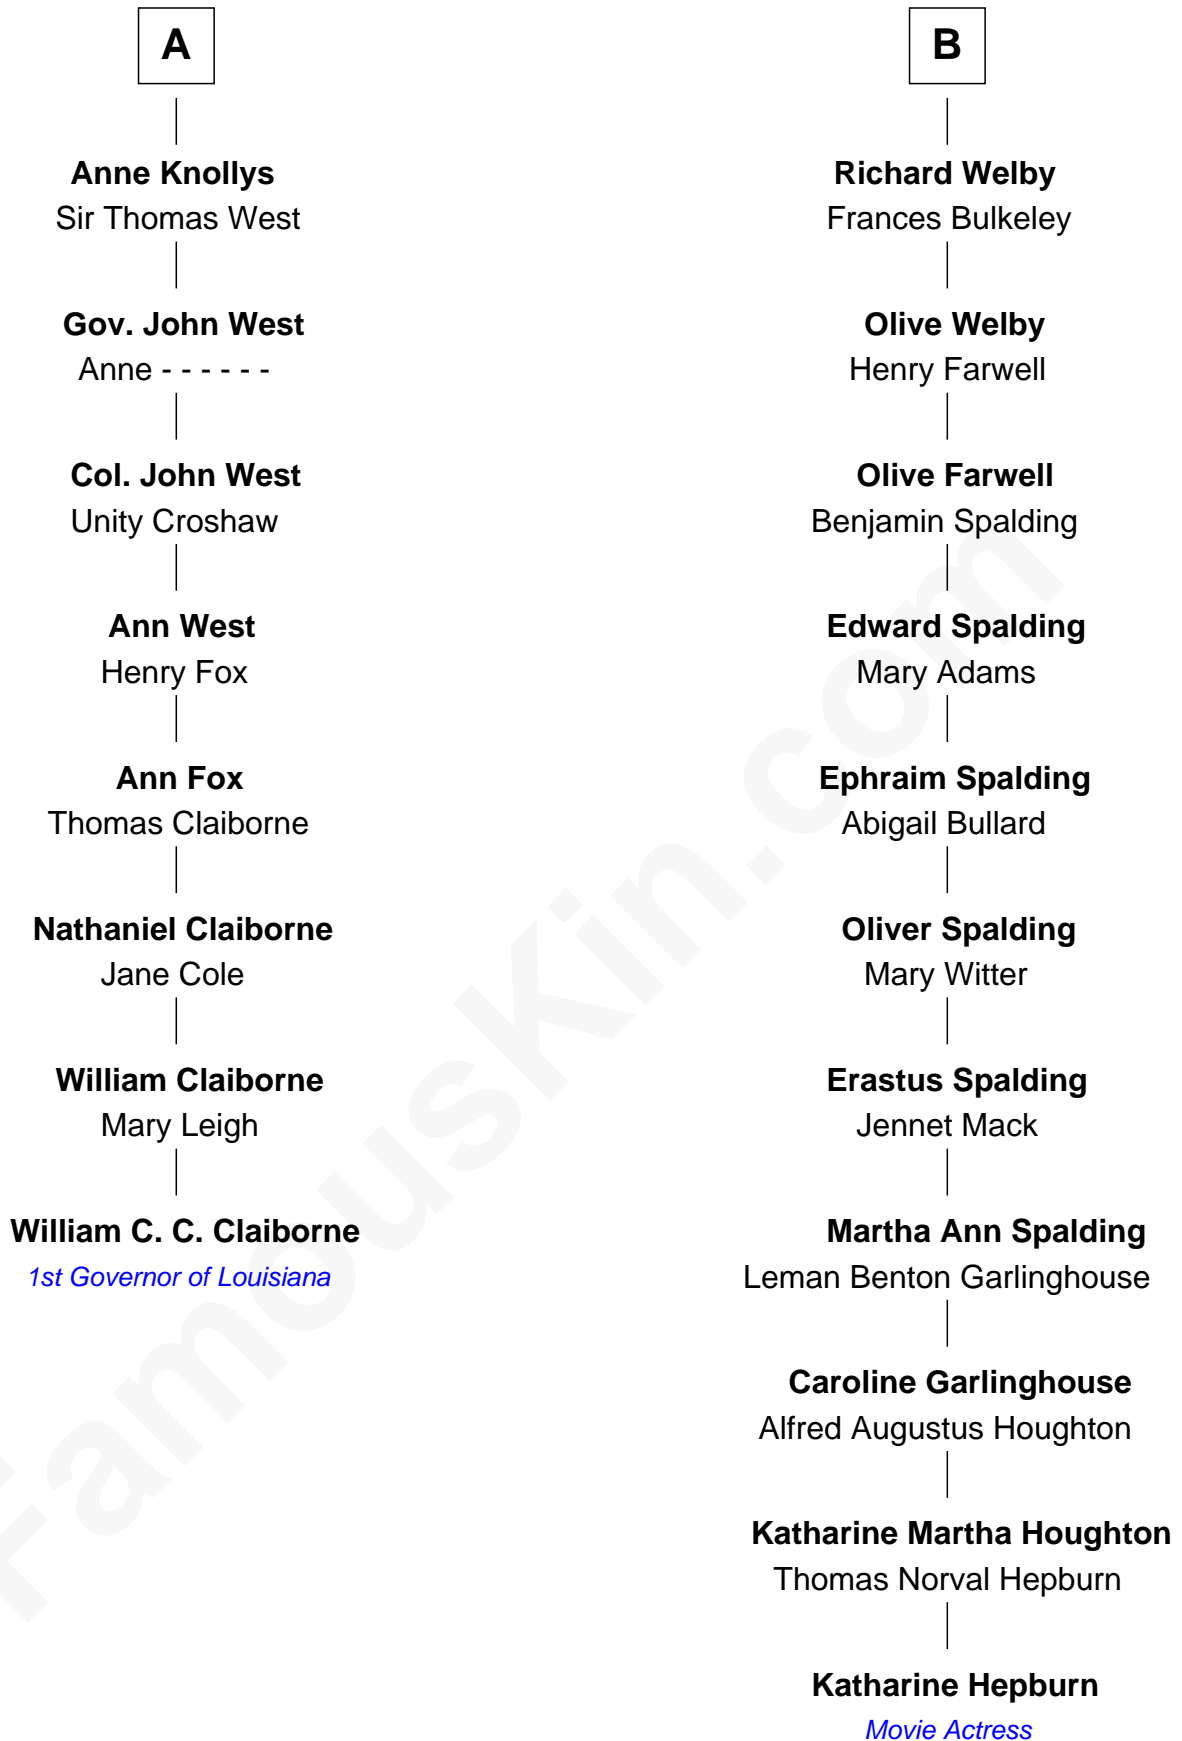 A
Anne Knollys
Sir Thomas West
Gov. John West
Anne - - - - - -
Col. John West
Unity Croshaw
Ann West
Henry Fox
Ann Fox
Thomas Claiborne
Nathaniel Claiborne
Jane Cole
William Claiborne
Mary Leigh
William C. C. Claiborne
1st Governor of Louisiana
B
Richard Welby
Frances Bulkeley
Olive Welby
Henry Farwell
Olive Farwell
Benjamin Spalding
Edward Spalding
Mary Adams
Ephraim Spalding
Abigail Bullard
Oliver Spalding
Mary Witter
Erastus Spalding
Jennet Mack
Martha Ann Spalding
Leman Benton Garlinghouse
Caroline Garlinghouse
Alfred Augustus Houghton
Katharine Martha Houghton
Thomas Norval Hepburn
Katharine Hepburn
Movie Actress
FamousKin.com